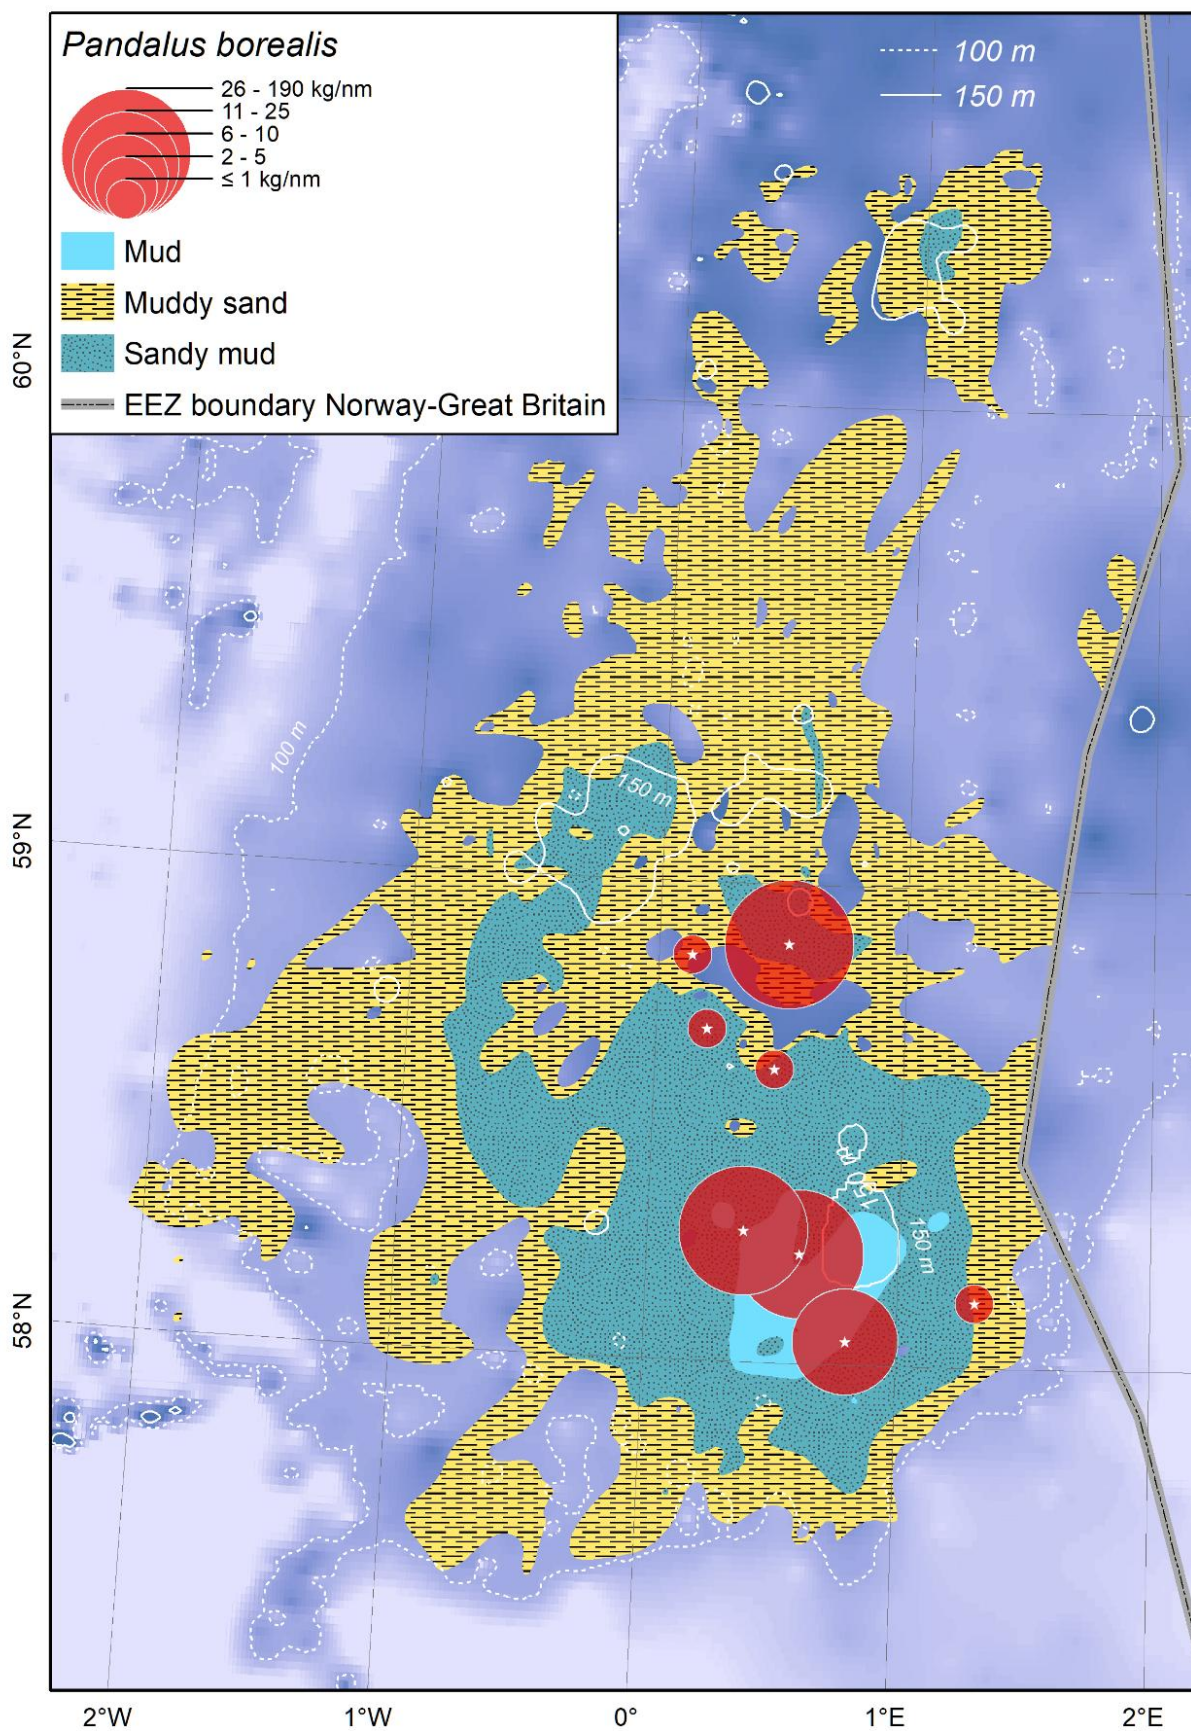 Pandalus borealis
26 - 190 kg/nm
11 - 25
6 - 10
2 - 5
≤ 1 kg/nm
Mud
Muddy sand
Sandy mud
EEZ boundary Norway-Great Britain
100 m
150 m
60°N
59°N
58°N
100 m
150 m
150
150 m
2°W
1°W
0°
1°E
2°E